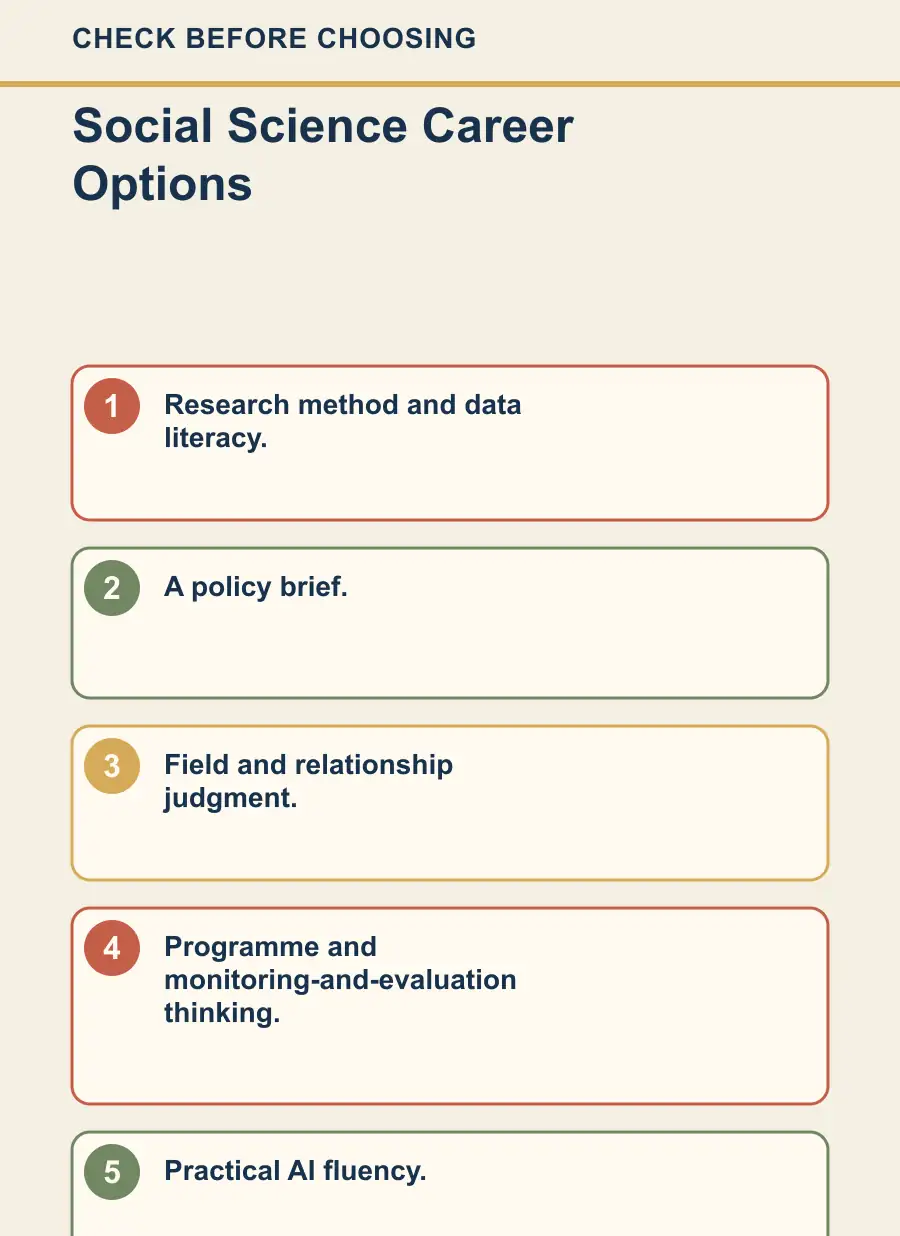 CHECK BEFORE CHOOSING
Social Science Career
Options
1
Research method and data
literacy.
2
A policy brief.
3
Field and relationship
judgment.
4
Programme and
monitoring-and-evaluation
thinking.
5
Practical AI fluency.